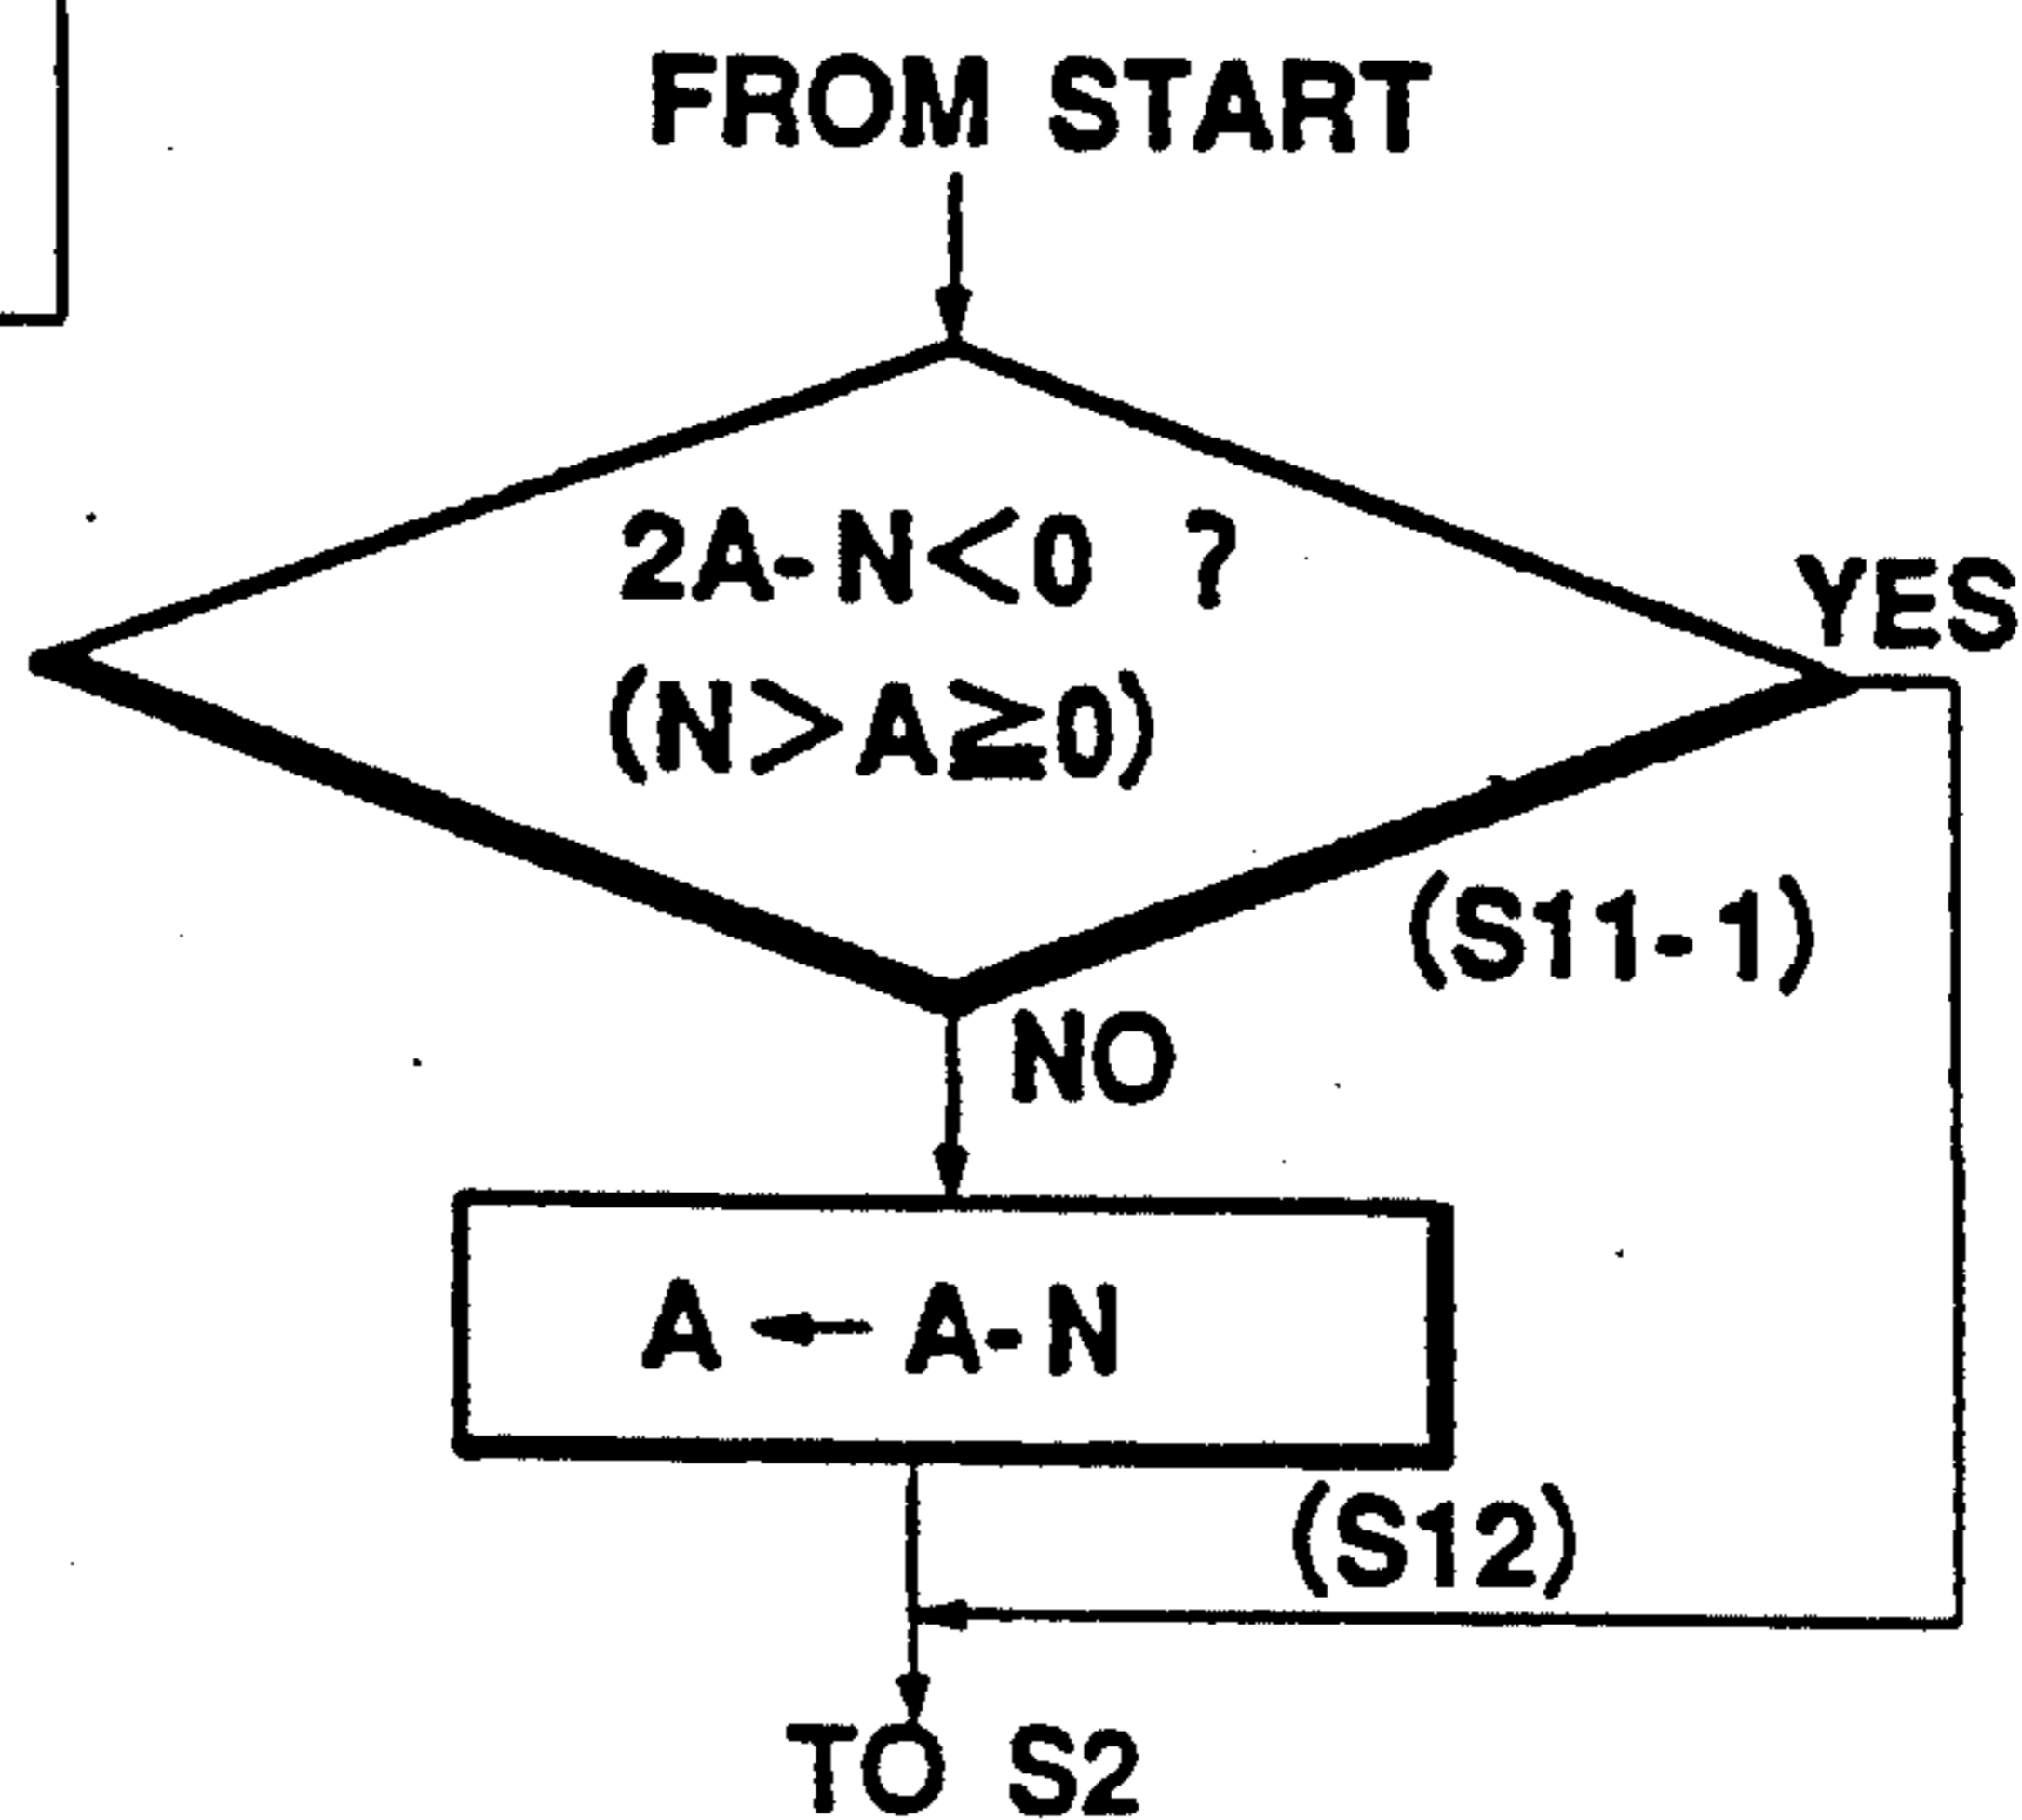 FROM START
2A-N<0 ?
(N>A≧0)
YES
(S11-1)
NO
A ← A-N
(S12)
TO S2